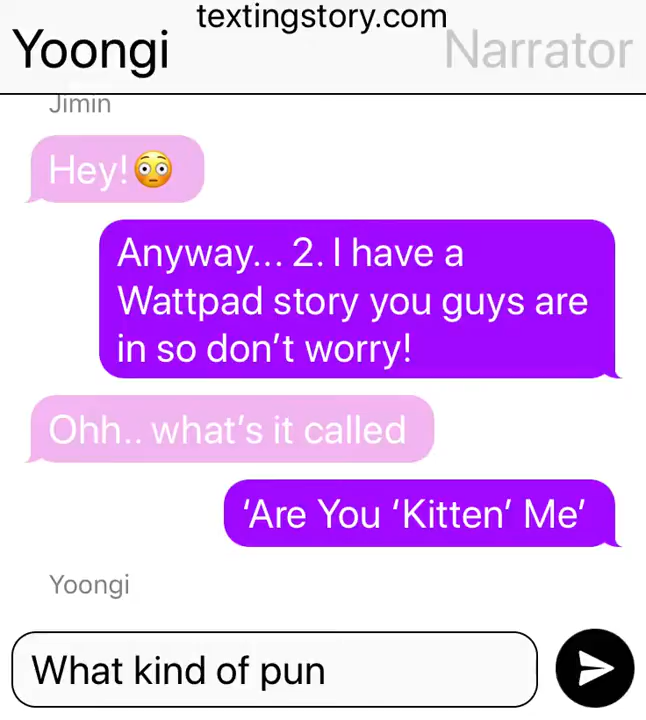 textingstory.com
Yoongi
Narrator
Jimin
Hey!😳
Anyway... 2. I have a
Wattpad story you guys are
in so don’t worry!
Ohh.. what’s it called
‘Are You ‘Kitten’ Me’
Yoongi
What kind of pun